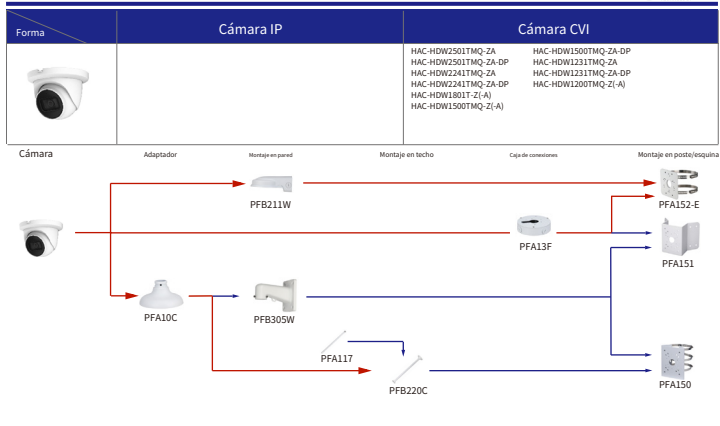 Forma
Cámara IP
Cámara CVI
HAC-HDW2501TMQ-ZA
HAC-HDW2501TMQ-ZA-DP
HAC-HDW2241TMQ-ZA
HAC-HDW2241TMQ-ZA-DP
HAC-HDW1801T-Z(-A)
HAC-HDW1500TMQ-Z(-A)
HAC-HDW1500TMQ-ZA-DP
HAC-HDW1231TMQ-ZA
HAC-HDW1231TMQ-ZA-DP
HAC-HDW1200TMQ-Z(-A)
Cámara
Adaptador
Montaje en pared
Montaje en techo
Caja de conexiones
Montaje en poste/esquina
PFB211W
PFA152-E
PFA13F
PFA151
PFA10C
PFB305W
PFA117
PFB220C
PFA150